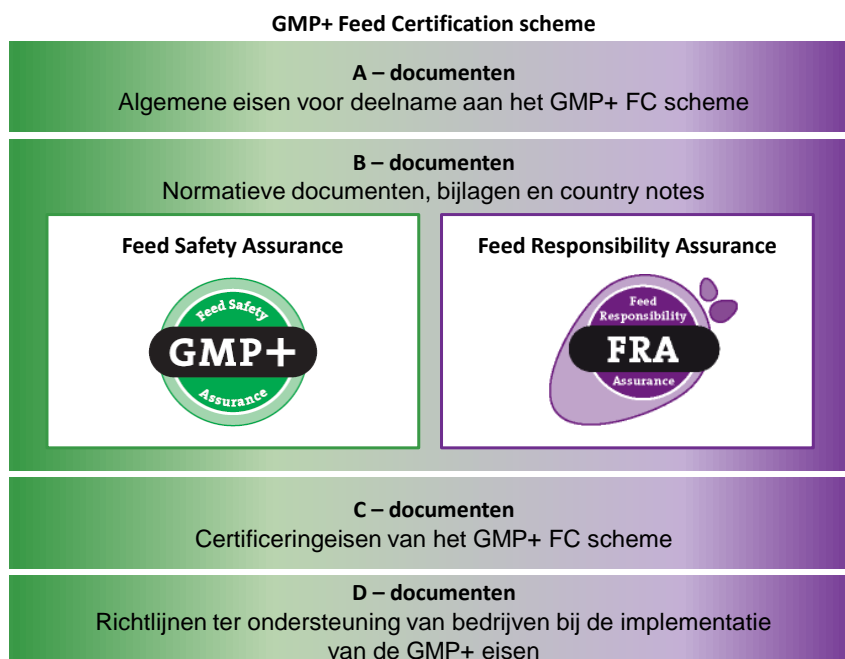 GMP+ Feed Certification scheme
A – documenten
Algemene eisen voor deelname aan het GMP+ FC scheme
B – documenten
Normatieve documenten, bijlagen en country notes
Feed Safety Assurance
Feed Safety
GMP+
Assurance
Feed Responsibility Assurance
Feed
Responsibility
FRA
Assurance
C – documenten
Certificeringeisen van het GMP+ FC scheme
D – documenten
Richtlijnen ter ondersteuning van bedrijven bij de implementatie
van de GMP+ eisen